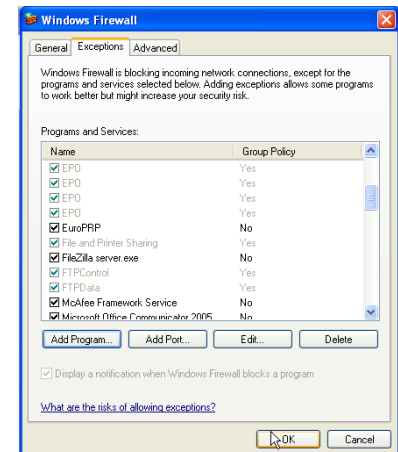 Windows Firewall
General Exceptions Advanced
Windows Firewall is blocking incoming network connections, except for the
programs and services selected below. Adding exceptions allows some programs
to work better but might increase your security risk.
Programs and Services:
Name Group Policy
EPO Yes
EPO Yes
EPO Yes
EPO Yes
EuroPRP No
File and Printer Sharing Yes
FileZilla server.exe No
FTPControl Yes
FTPData Yes
McAfee Framework Service No
Microsoft Office Communicator 2005 No
Add Program... Add Port... Edit... Delete
Display a notification when Windows Firewall blocks a program
What are the risks of allowing exceptions?
OK Cancel